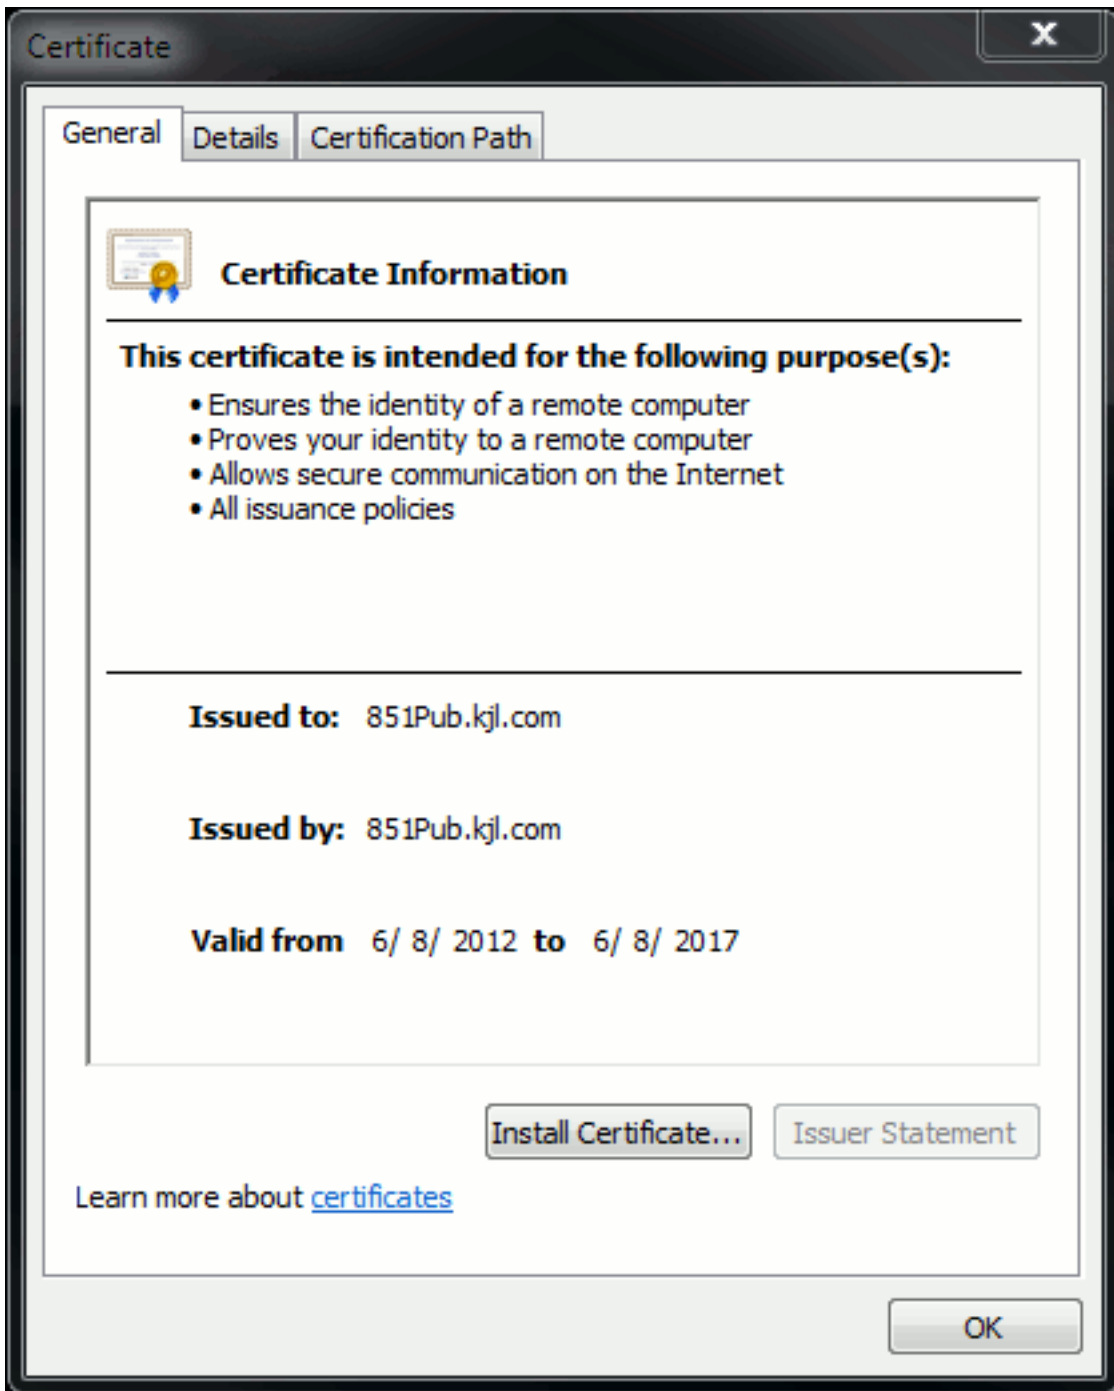 Certificate
General Details Certification Path
Certificate Information
This certificate is intended for the following purpose(s):
• Ensures the identity of a remote computer
• Proves your identity to a remote computer
• Allows secure communication on the Internet
• All issuance policies
Issued to: 851Pub.kjl.com
Issued by: 851Pub.kjl.com
Valid from 6/ 8/ 2012 to 6/ 8/ 2017
Install Certificate... Issuer Statement
Learn more about certificates
OK